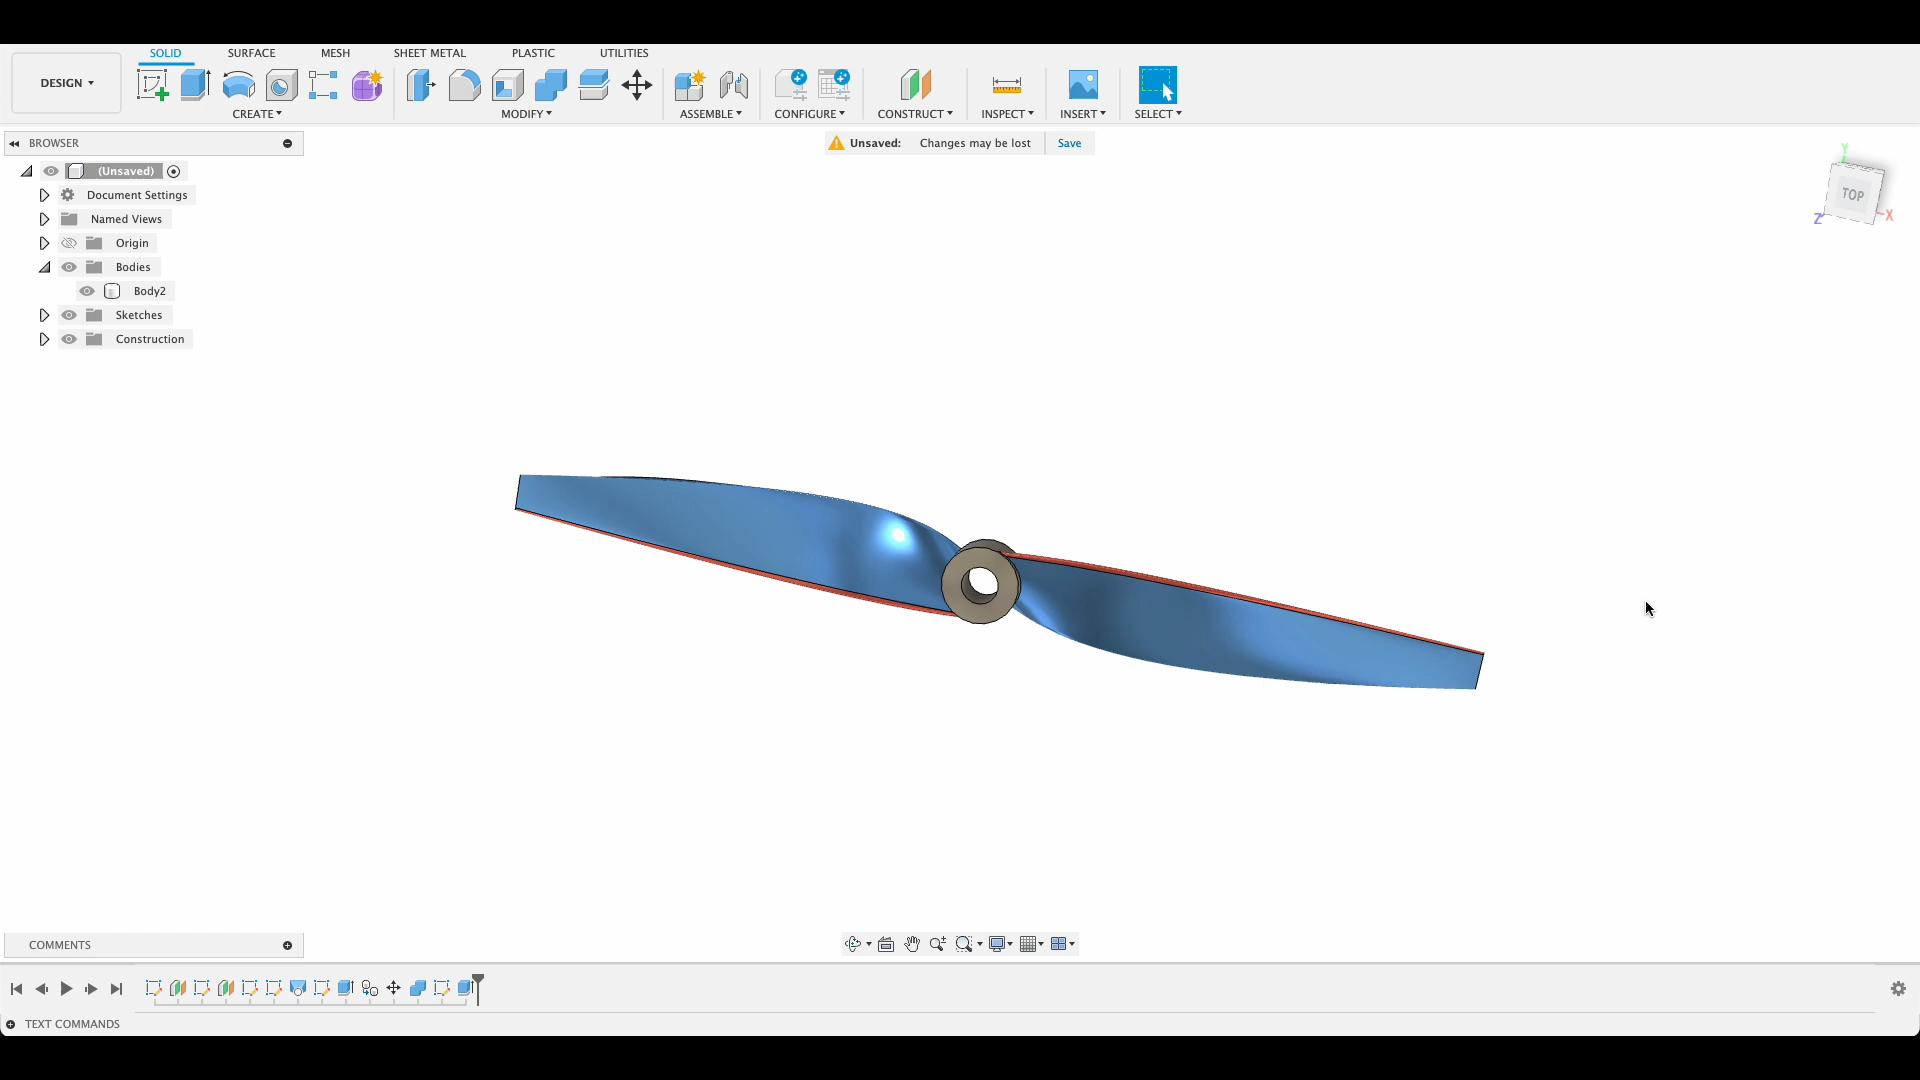 SOLID SURFACE MESH SHEET METAL PLASTIC UTILITIES
DESIGN
CREATE MODIFY ASSEMBLE CONFIGURE CONSTRUCT INSPECT INSERT SELECT
BROWSER
Unsaved: Changes may be lost Save
(Unsaved)
Document Settings
Named Views
Origin
Bodies
Body2
Sketches
Construction
Y
TOP
Z
X
COMMENTS
TEXT COMMANDS